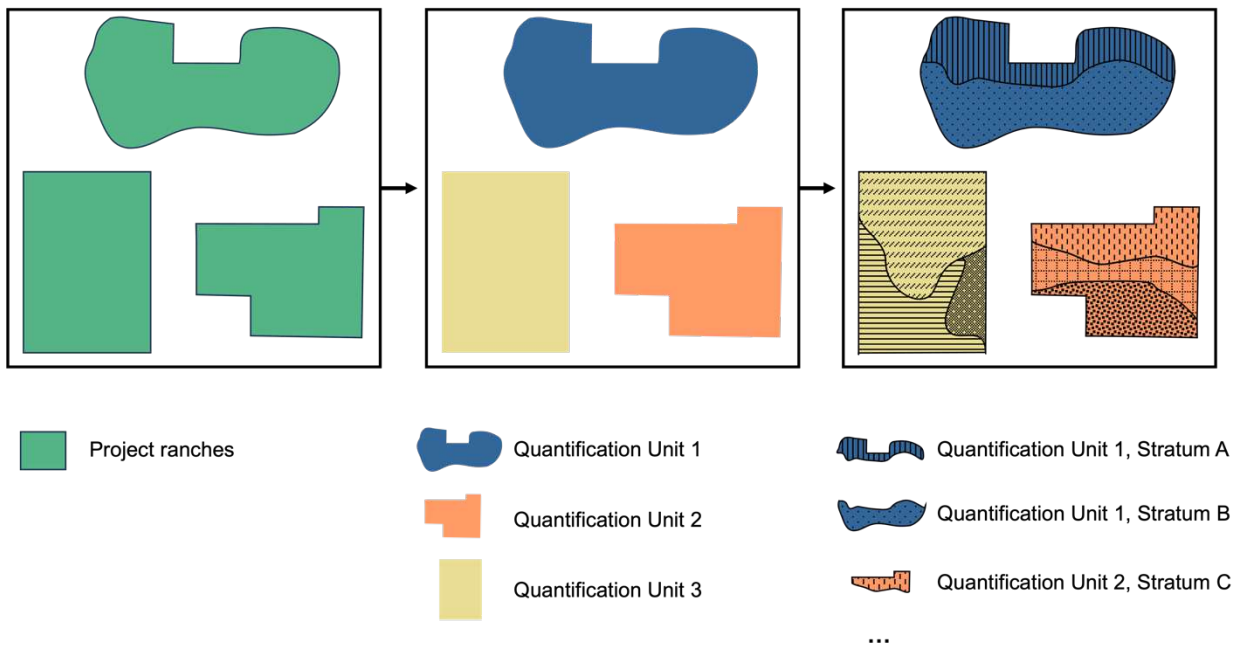 Project ranches
Quantification Unit 1
Quantification Unit 2
Quantification Unit 3
Quantification Unit 1, Stratum A
Quantification Unit 1, Stratum B
Quantification Unit 2, Stratum C
...